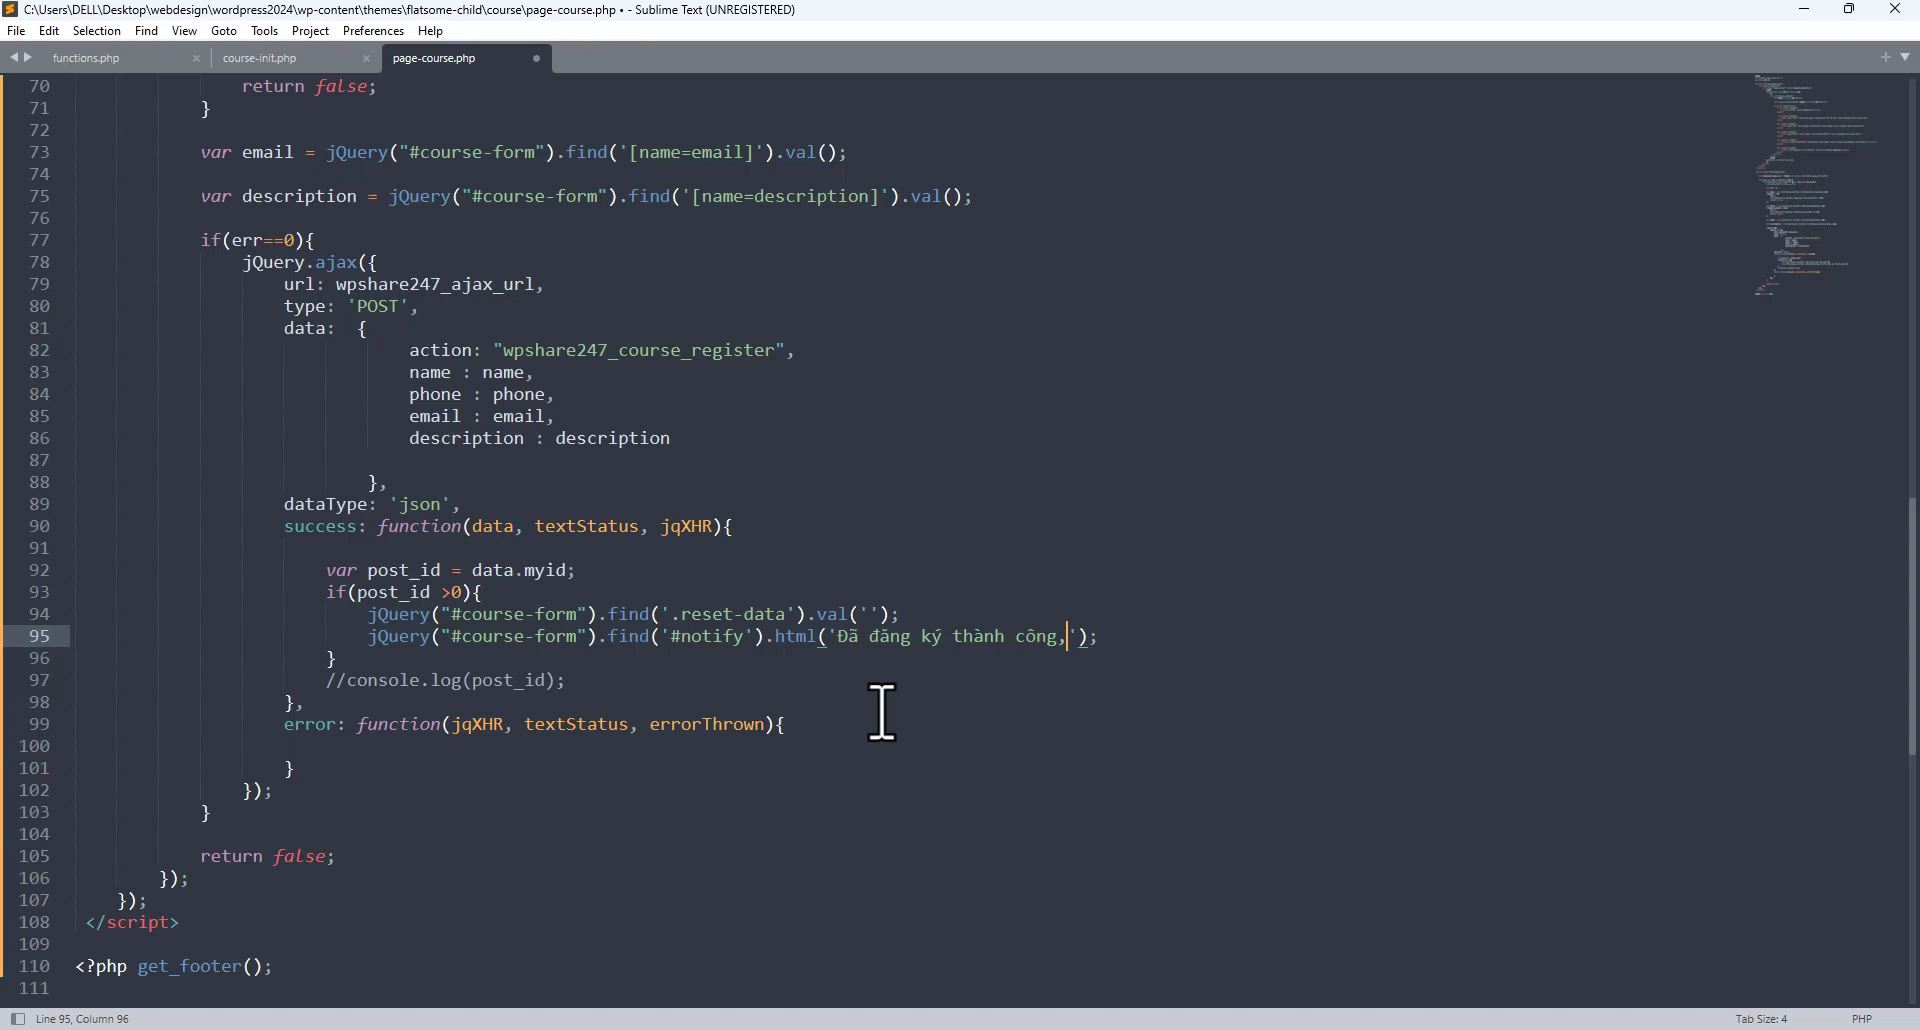 C:\Users\DELL\Desktop\webdesign\wordpress2024\wp-content\themes\flatsome-child\course\page-course.php • - Sublime Text (UNREGISTERED)
File Edit Selection Find View Goto Tools Project Preferences Help
functions.php course-init.php page-course.php
70 return false;
71 }
72
73 var email = jQuery("#course-form").find('[name=email]').val();
74
75 var description = jQuery("#course-form").find('[name=description]').val();
76
77 if(err==0){
78 jQuery.ajax({
79 url: wpshare247_ajax_url,
80 type: 'POST',
81 data: {
82 action: "wpshare247_course_register",
83 name : name,
84 phone : phone,
85 email : email,
86 description : description
87
88 },
89 dataType: 'json',
90 success: function(data, textStatus, jqXHR){
91
92 var post_id = data.myid;
93 if(post_id >0){
94 jQuery("#course-form").find('.reset-data').val('');
95 jQuery("#course-form").find('#notify').html('Đã đăng ký thành công,');
96 }
97 //console.log(post_id);
98 },
99 error: function(jqXHR, textStatus, errorThrown){
100
101 }
102 });
103 }
104
105 return false;
106 });
107 });
108 </script>
109
110 <?php get_footer();
111
Line 95, Column 96 Tab Size: 4 PHP